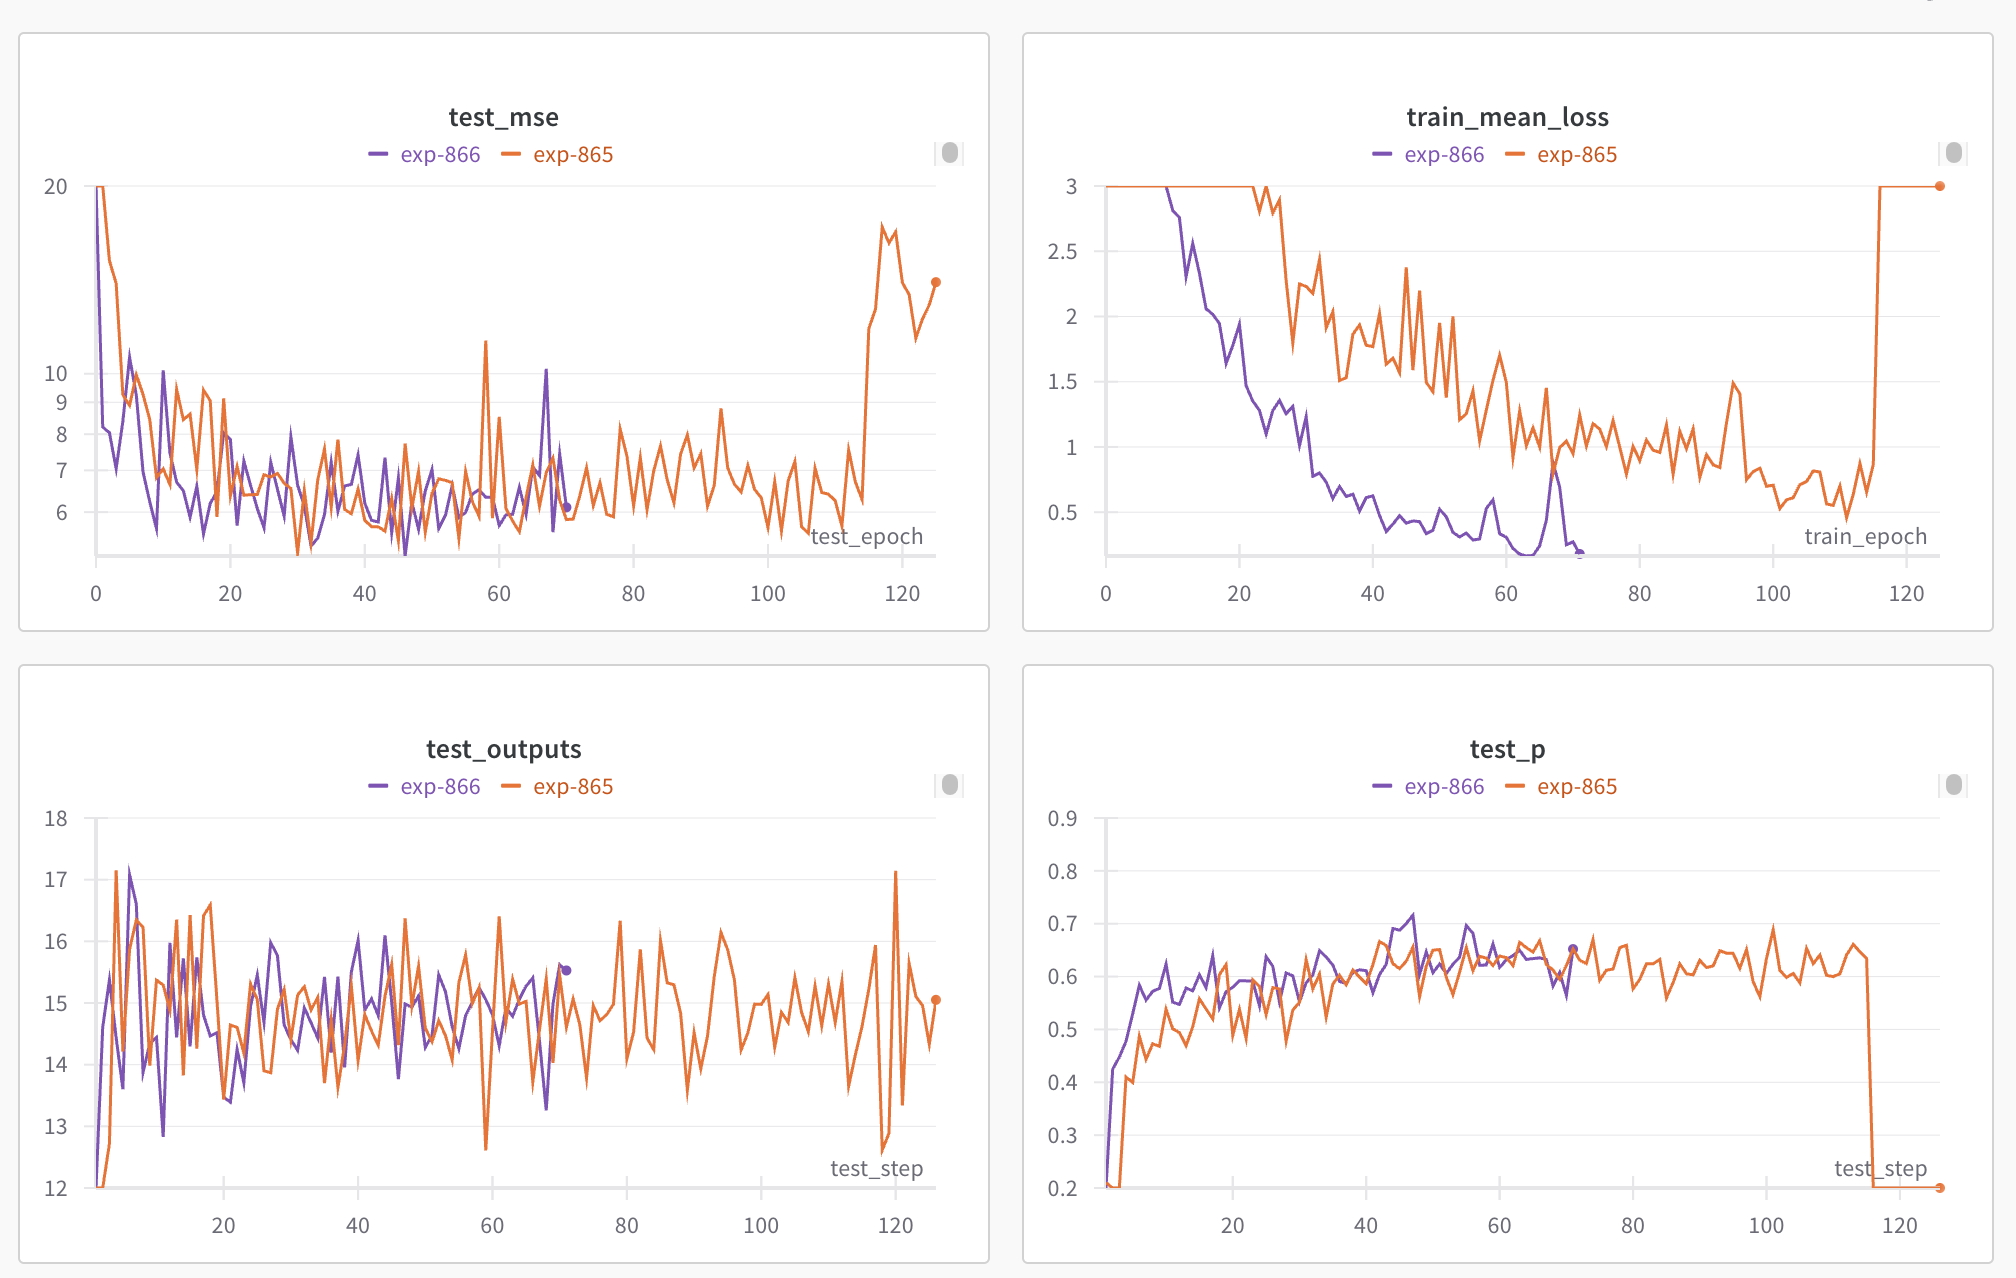 test_mse
exp-866 exp-865
20
10
9
8
7
6
test_epoch
0 20 40 60 80 100 120
train_mean_loss
exp-866 exp-865
3
2.5
2
1.5
1
0.5
train_epoch
0 20 40 60 80 100 120
test_outputs
exp-866 exp-865
18
17
16
15
14
13
12
test_step
20 40 60 80 100 120
test_p
exp-866 exp-865
0.9
0.8
0.7
0.6
0.5
0.4
0.3
0.2
test_step
20 40 60 80 100 120